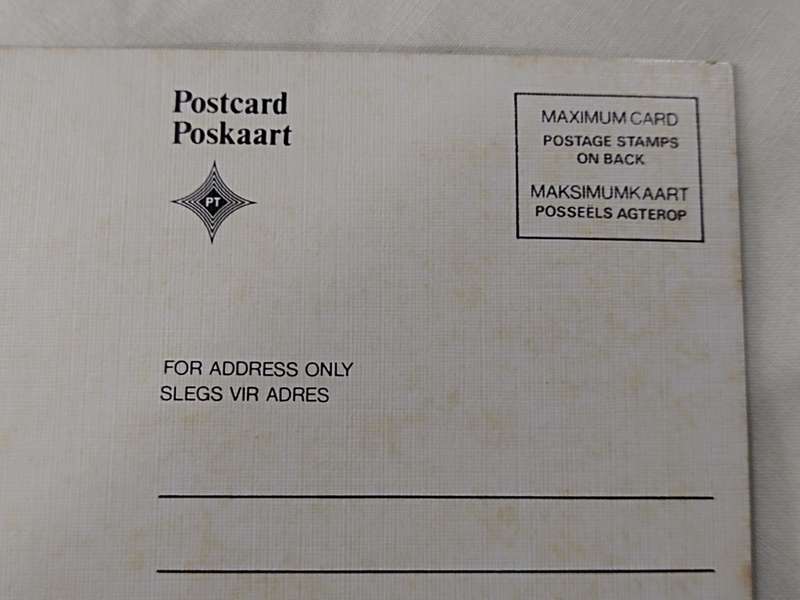 Postcard
Poskaart
PT
MAXIMUM CARD
POSTAGE STAMPS
ON BACK
MAKSIMUMKAART
POSSEËLS AGTEROP
FOR ADDRESS ONLY
SLEGS VIR ADRES